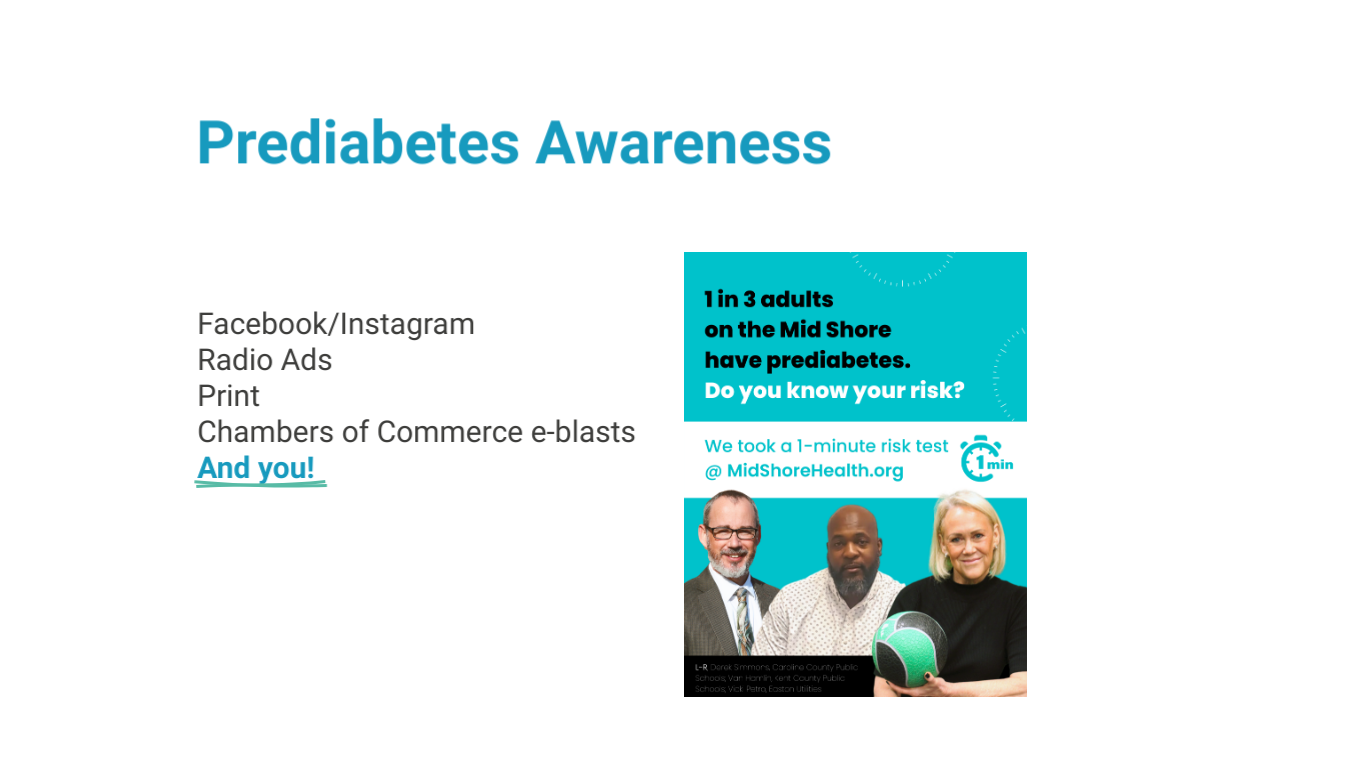 Prediabetes Awareness
Facebook/Instagram
Radio Ads
Print
Chambers of Commerce e-blasts
And you!
1 in 3 adults
on the Mid Shore
have prediabetes.
Do you know your risk?
We took a 1-minute risk test
@ MidShoreHealth.org
1 min
L-R, Derek Simmons, Caroline County Public
Schools, Van Hamlin, Kent County Public
Schools, Vicki Petro, Easton Utilities